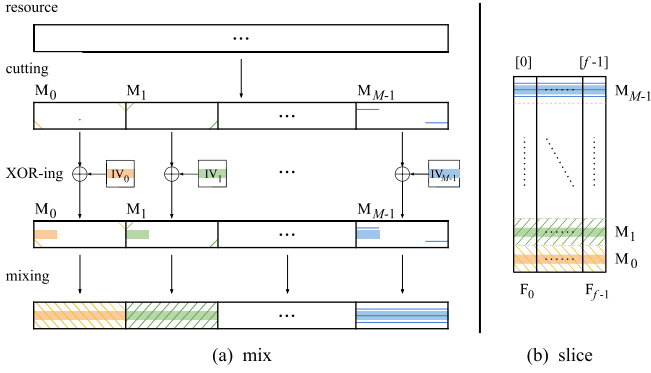 resource
...
cutting
M0 M1 MM-1
...
XOR-ing
IV0 IV1 ... IVM-1
M0 M1 MM-1
...
mixing
...
(a) mix
[0] [f-1]
...... MM-1
...... M1
...... M0
F0 Ff-1
(b) slice